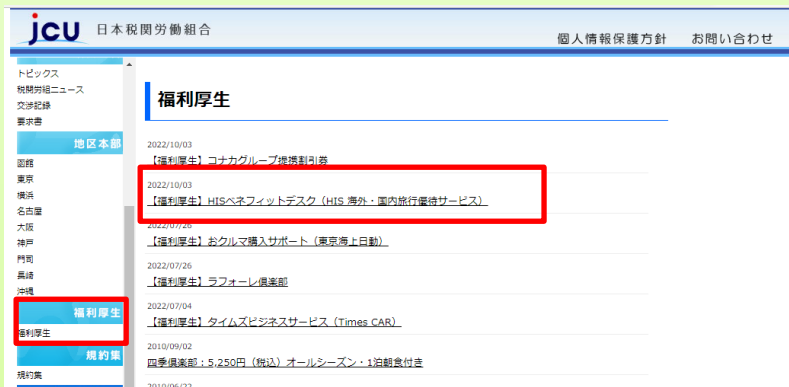 jcu 日本税関労働組合
個人情報保護方針 お問い合わせ
トピックス
税関労組ニュース
交渉記録
要求書
地区本部
函館
東京
横浜
名古屋
大阪
神戸
門司
長崎
沖縄
福利厚生
福利厚生
規約集
規約集
福利厚生
2022/10/03
【福利厚生】コナカグループ提携割引券
2022/10/03
【福利厚生】HISベネフィットデスク（HIS 海外・国内旅行優待サービス）
2022/07/26
【福利厚生】おクルマ購入サポート（東京海上日動）
2022/07/26
【福利厚生】ラフォーレ倶楽部
2022/07/04
【福利厚生】タイムズビジネスサービス（Times CAR）
2010/09/02
四季倶楽部：5,250円（税込）オールシーズン・1泊朝食付き
2010/06/22